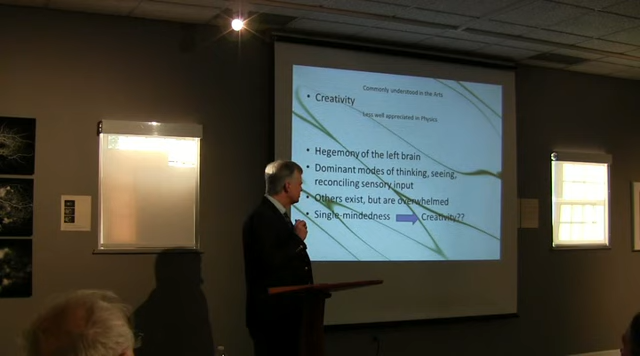 Commonly understood in the Arts
• Creativity
Less well appreciated in Physics
• Hegemony of the left brain
• Dominant modes of thinking, seeing,
reconciling sensory input
• Others exist, but are overwhelmed
• Single-mindedness Creativity??